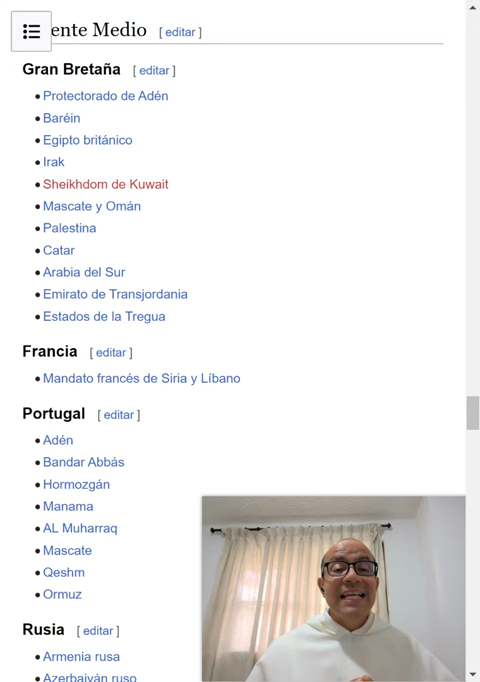 ente Medio [ editar ]
Gran Bretaña [ editar ]
Protectorado de Adén
Baréin
Egipto británico
Irak
Sheikhdom de Kuwait
Mascate y Omán
Palestina
Catar
Arabia del Sur
Emirato de Transjordania
Estados de la Tregua
Francia [ editar ]
Mandato francés de Siria y Líbano
Portugal [ editar ]
Adén
Bandar Abbás
Hormozgán
Manama
AL Muharraq
Mascate
Qeshm
Ormuz
Rusia [ editar ]
Armenia rusa
Azerbaiyán ruso